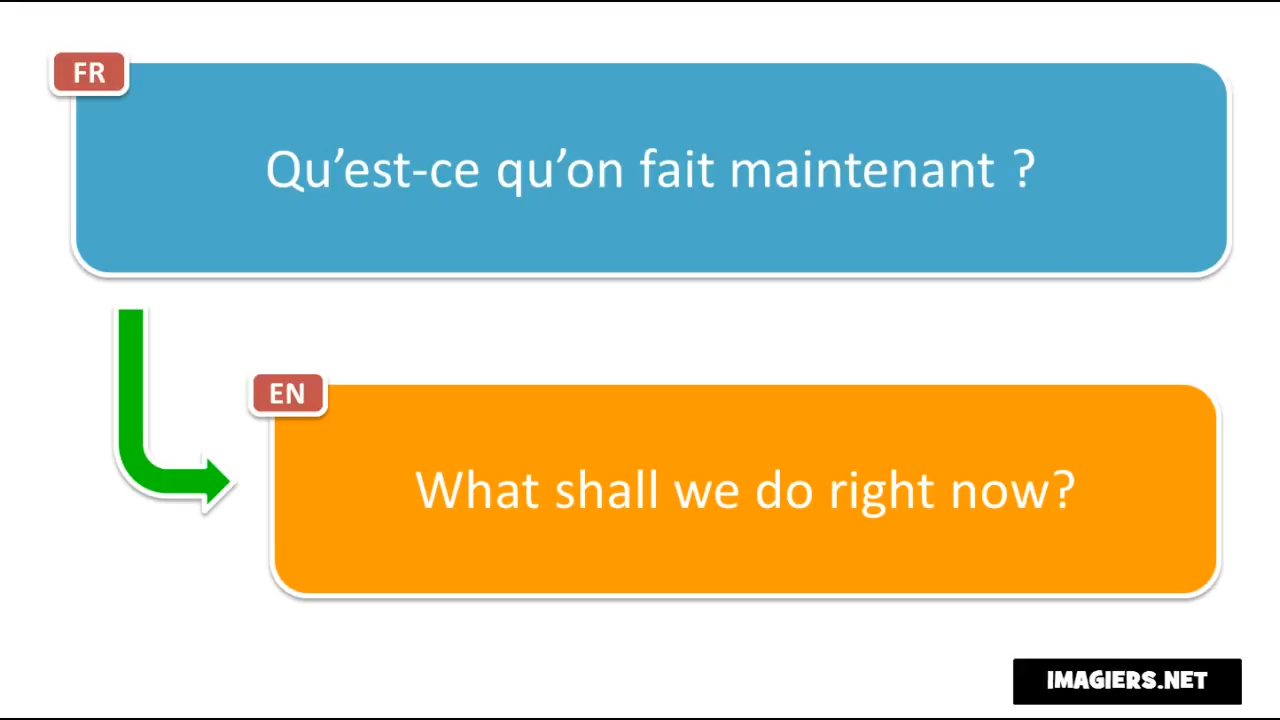 FR
Qu’est-ce qu’on fait maintenant ?
EN
What shall we do right now?
IMAGIERS.NET